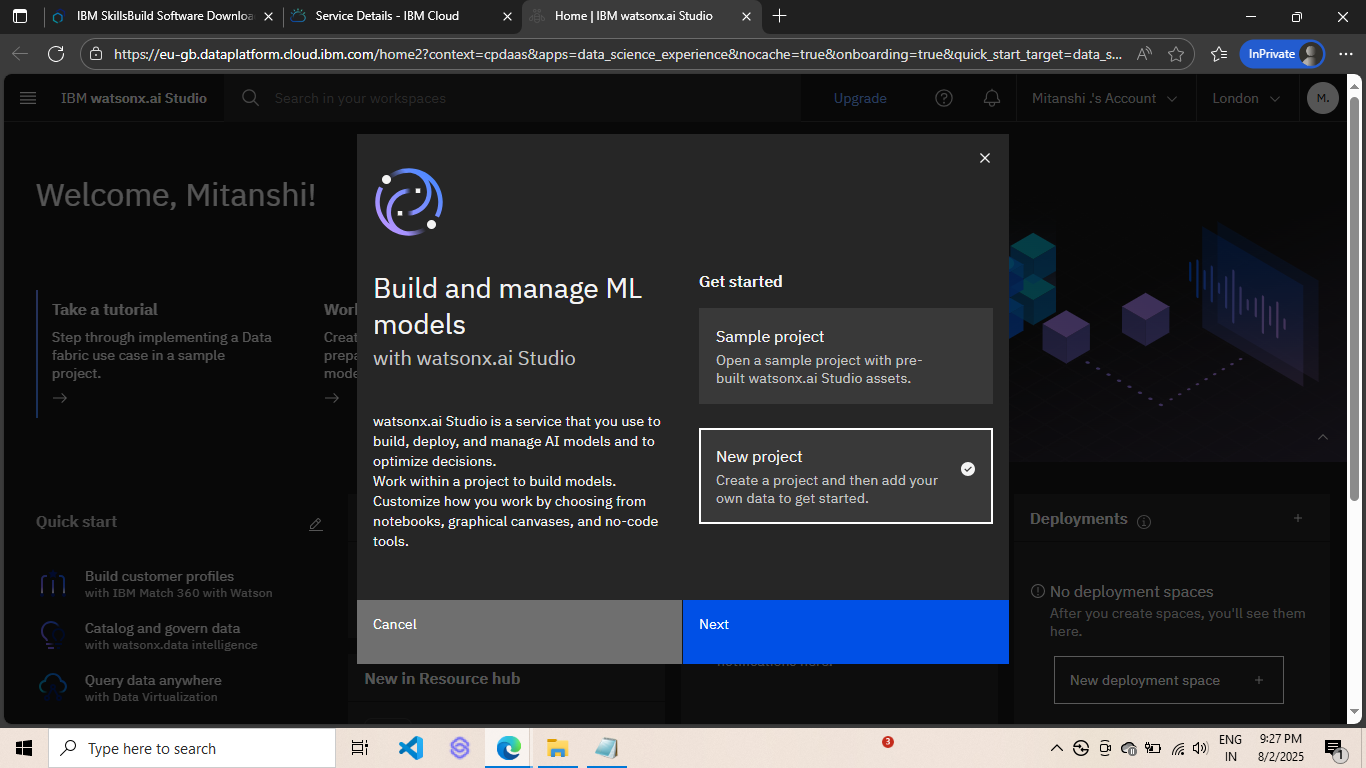 IBM SkillsBuild Software Downloa
Service Details - IBM Cloud
Home | IBM watsonx.ai Studio
https://eu-gb.dataplatform.cloud.ibm.com/home2?context=cpdaas&apps=data_science_experience&nocache=true&onboarding=true&quick_start_target=data_s...
InPrivate
IBM watsonx.ai Studio
Search in your workspaces
Upgrade
Mitanshi .'s Account
London
M.
Welcome, Mitanshi!
Take a tutorial
Step through implementing a Data
fabric use case in a sample
project.
Worl
Creat
prepa
mode
Build and manage ML
models
with watsonx.ai Studio
watsonx.ai Studio is a service that you use to
build, deploy, and manage AI models and to
optimize decisions.
Work within a project to build models.
Customize how you work by choosing from
notebooks, graphical canvases, and no-code
tools.
Get started
Sample project
Open a sample project with pre-
built watsonx.ai Studio assets.
New project
Create a project and then add your
own data to get started.
Cancel
Next
Quick start
Build customer profiles
with IBM Match 360 with Watson
Catalog and govern data
with watsonx.data intelligence
Query data anywhere
with Data Virtualization
New in Resource hub
notifications here.
Deployments
No deployment spaces
After you create spaces, you'll see them
here.
New deployment space
Type here to search
3
ENG
IN
9:27 PM
8/2/2025
1